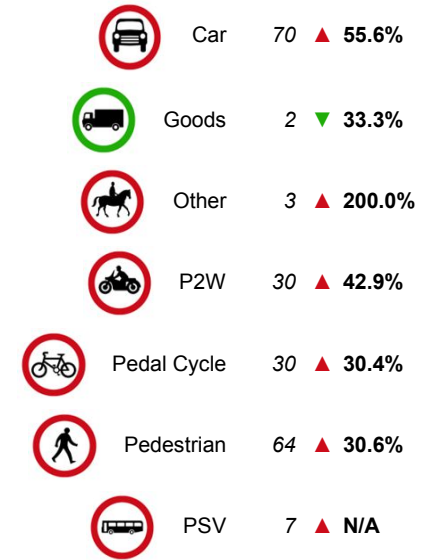 Car 70 ▲ 55.6%
Goods 2 ▼ 33.3%
Other 3 ▲ 200.0%
P2W 30 ▲ 42.9%
Pedal Cycle 30 ▲ 30.4%
Pedestrian 64 ▲ 30.6%
PSV 7 ▲ N/A